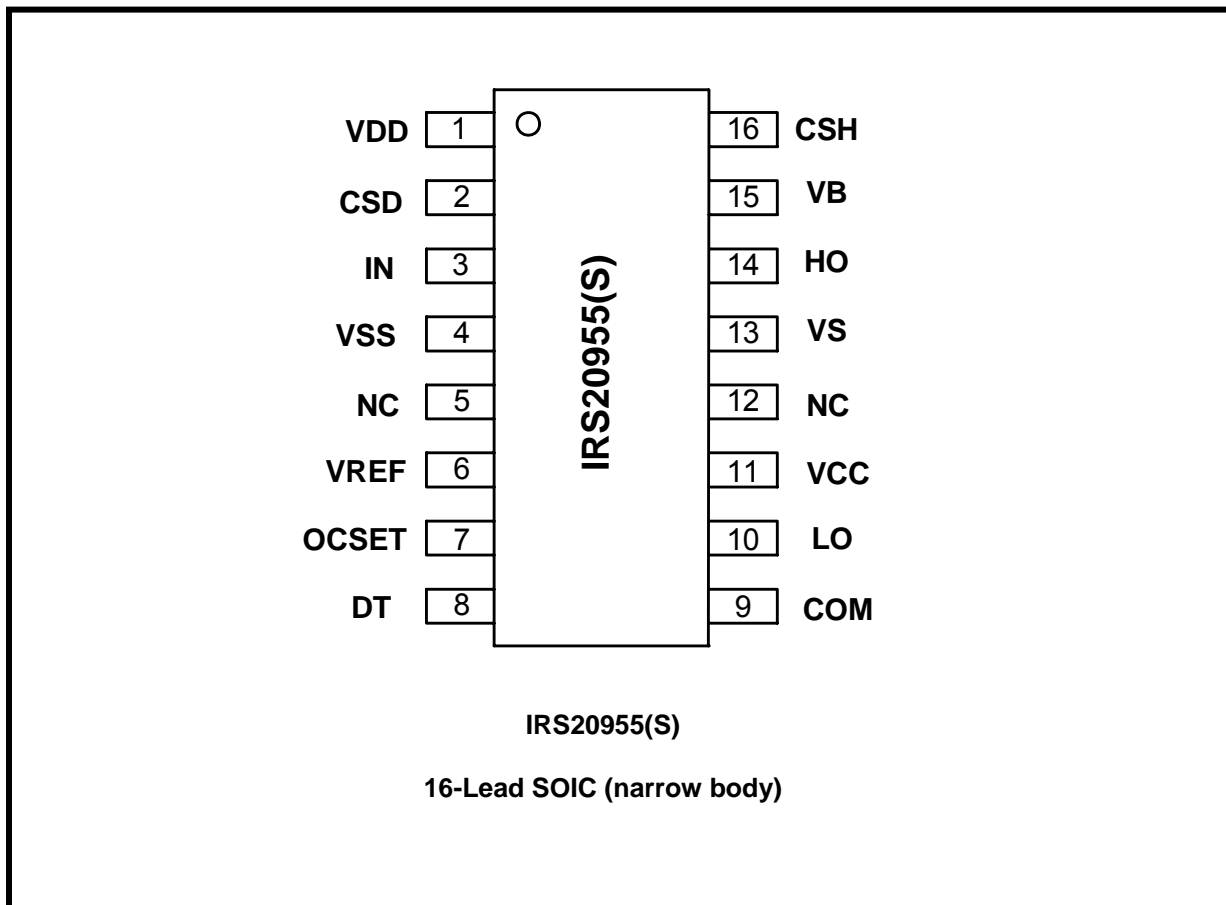 VDD 1 16 CSH
CSD 2 15 VB
IN 3 14 HO
VSS 4 13 VS
NC 5 12 NC
VREF 6 11 VCC
OCSET 7 10 LO
DT 8 9 COM
IRS20955(S)
IRS20955(S)
16-Lead SOIC (narrow body)